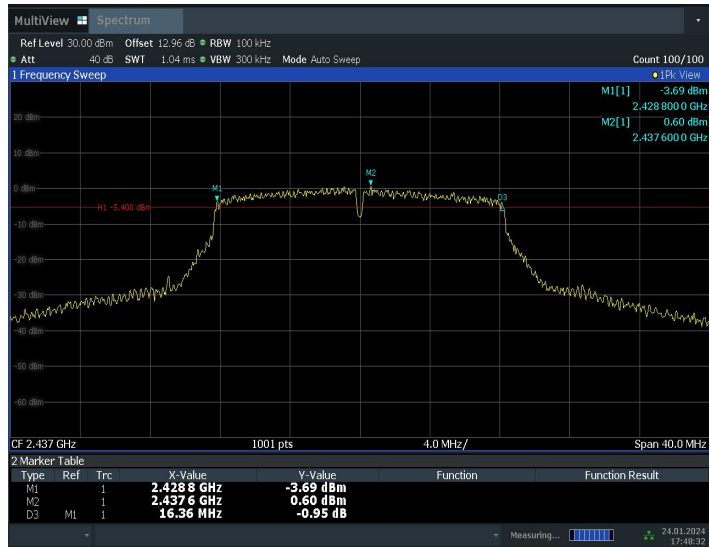 MultiView Spectrum
Ref Level 30.00 dBm Offset 12.96 dB RBW 100 kHz
Att 40 dB SWT 1.04 ms VBW 300 kHz Mode Auto Sweep Count 100/100
1 Frequency Sweep 1Pk View
M1[1] -3.69 dBm
2.428 800 0 GHz
M2[1] 0.60 dBm
2.437 600 0 GHz
20 dBm
10 dBm
M2
0 dBm
M1
D3
H1 -5.400 dBm
-10 dBm
-20 dBm
-30 dBm
-40 dBm
-50 dBm
-60 dBm
CF 2.437 GHz 1001 pts 4.0 MHz/ Span 40.0 MHz
2 Marker Table
Type Ref Trc X-Value Y-Value Function Function Result
M1 1 2.4288 GHz -3.69 dBm
M2 1 2.4376 GHz 0.60 dBm
D3 M1 1 16.36 MHz -0.95 dB
Measuring... 24.01.2024
17:48:32